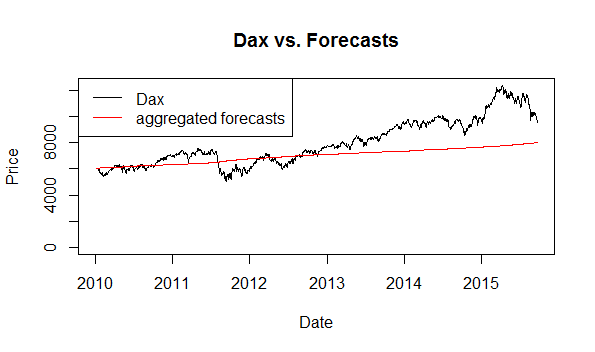 Dax vs. Forecasts
Dax
aggregated forecasts
Price
8000
4000
0
2010 2011 2012 2013 2014 2015
Date